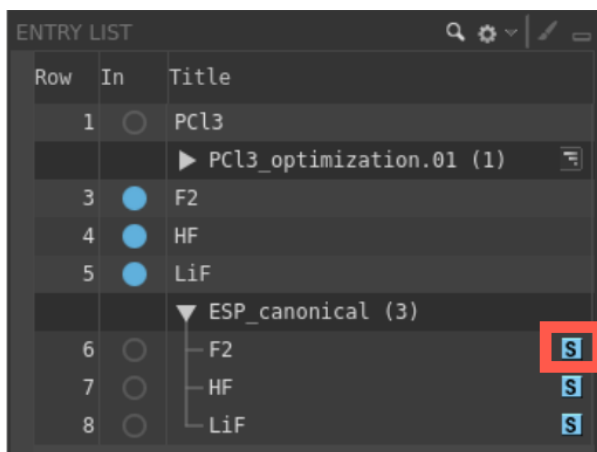 ENTRY LIST
Row In Title
1 PCl3
PCl3_optimization.01 (1)
3 F2
4 HF
5 LiF
ESP_canonical (3)
6 F2 S
7 HF S
8 LiF S